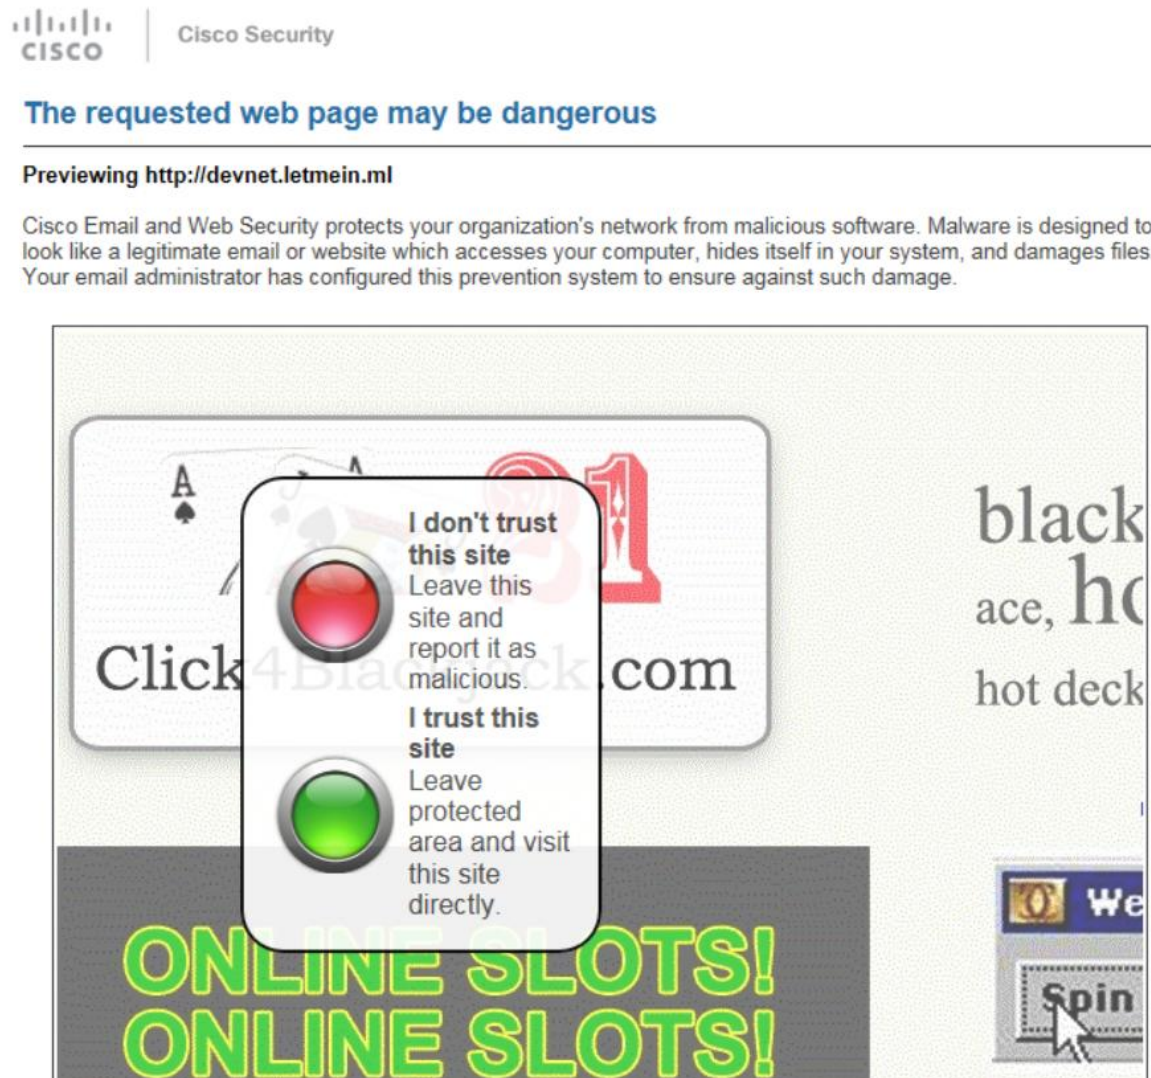 CISCO
Cisco Security
The requested web page may be dangerous
Previewing http://devnet.letmein.ml
Cisco Email and Web Security protects your organization's network from malicious software. Malware is designed to
look like a legitimate email or website which accesses your computer, hides itself in your system, and damages files
Your email administrator has configured this prevention system to ensure against such damage.
A
A
21
Click4Blackjack.com
I don't trust
this site
Leave this
site and
report it as
malicious.
I trust this
site
Leave
protected
area and visit
this site
directly.
black
ace, ho
hot deck
We
Spin
ONLINE SLOTS!
ONLINE SLOTS!